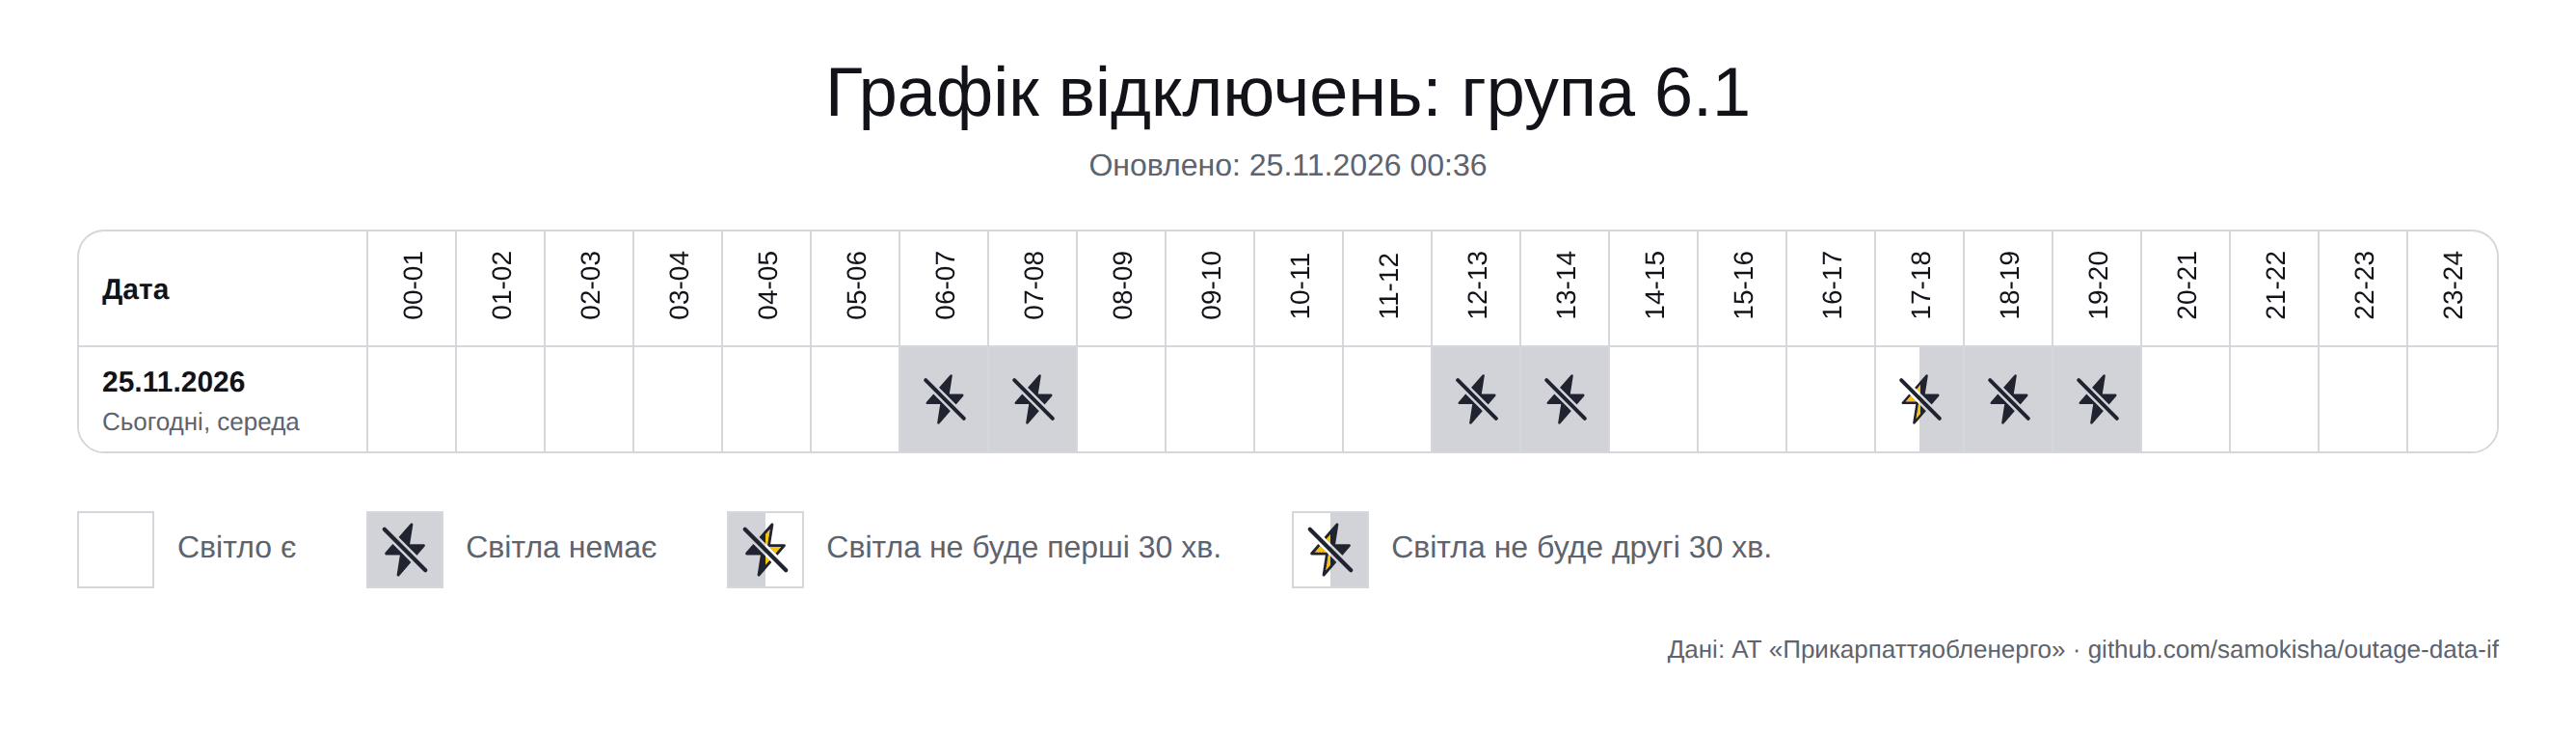 Графік відключень: група 6.1
Оновлено: 25.11.2026 00:36
Дата 00-01 01-02 02-03 03-04 04-05 05-06 06-07 07-08 08-09 09-10 10-11 11-12 12-13 13-14 14-15 15-16 16-17 17-18 18-19 19-20 20-21 21-22 22-23 23-24
25.11.2026
Сьогодні, середа
Світло є Світла немає Світла не буде перші 30 хв. Світла не буде другі 30 хв.
Дані: АТ «Прикарпаттяобленерго» · github.com/samokisha/outage-data-if